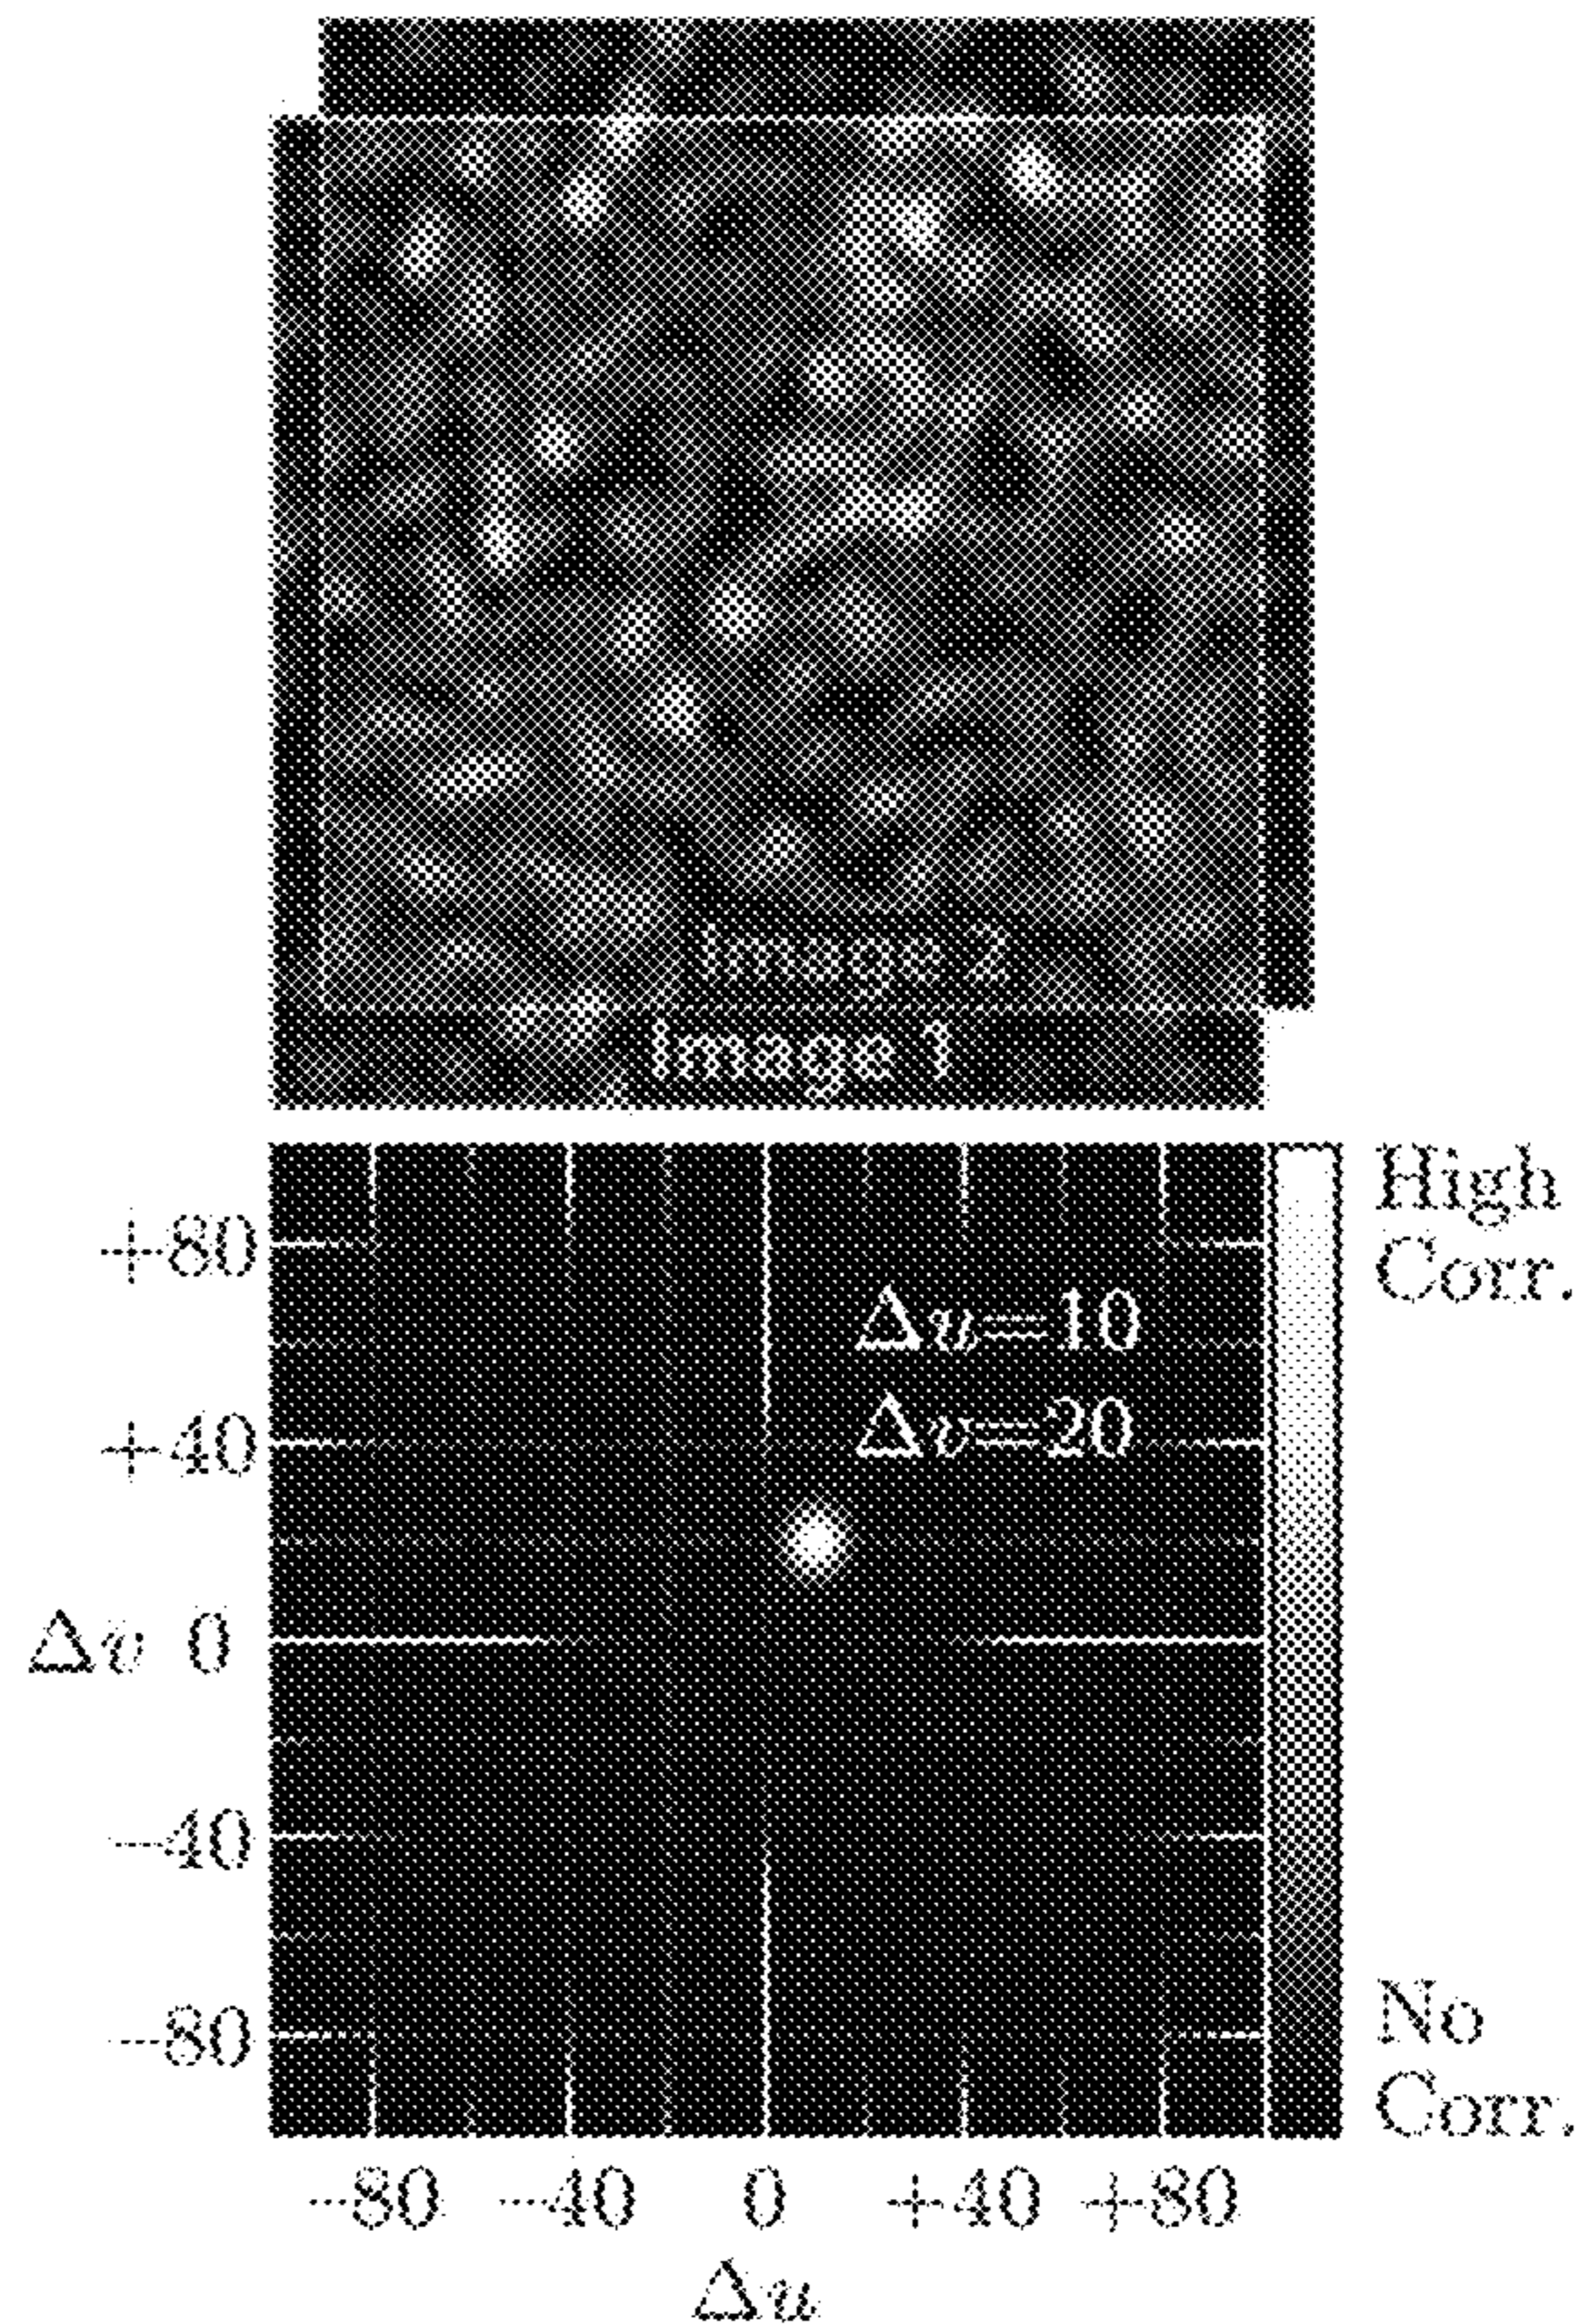 Image 2
Image 1
High
Corr.
+80
Δu=10
Δv=20
+40
Δv 0
−40
−80
No
Corr.
−80 −40 0 +40 +80
Δu